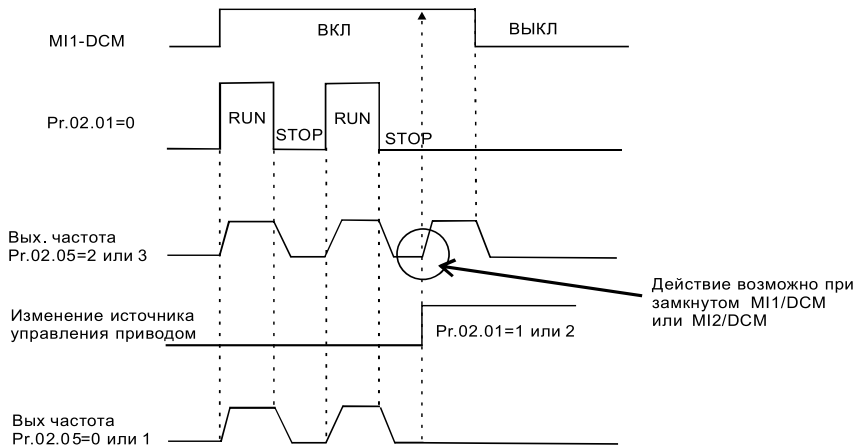 ВКЛ
ВЫКЛ
MI1-DCM
RUN
RUN
Pr.02.01=0
STOP
STOP
Вых. частота
Pr.02.05=2 или 3
Действие возможно при
замкнутом MI1/DCM
или MI2/DCM
Изменение источника
управления приводом
Pr.02.01=1 или 2
Вых частота
Pr.02.05=0 или 1